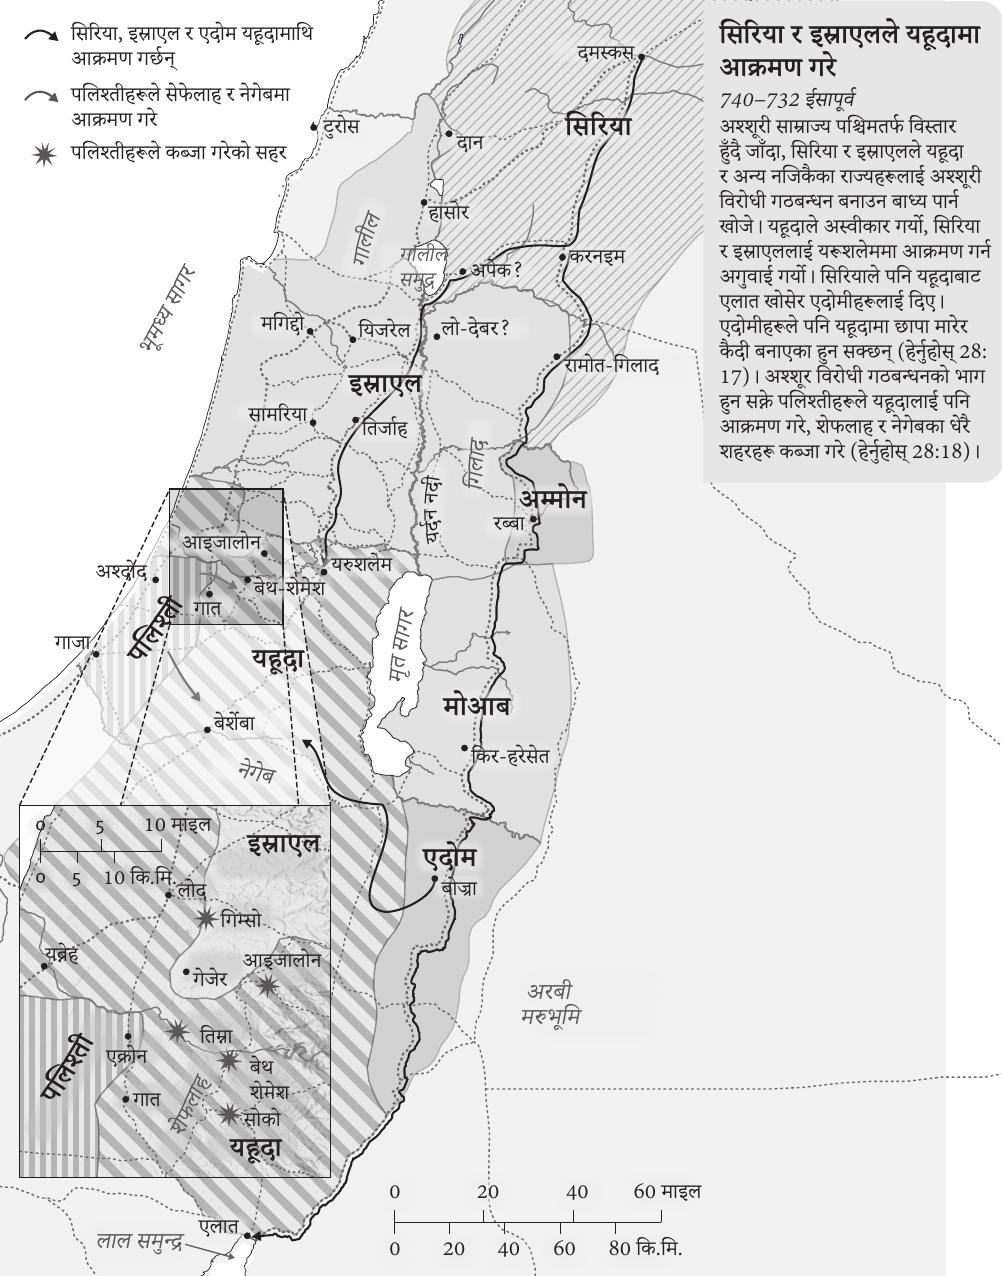 सिरिया, इस्राएल र एदोम यहूदामाथि
आक्रमण गर्छन्
पलिश्तीहरूले सेफेलाह र नेगेबमा
आक्रमण गरे
पलिश्तीहरूले कब्जा गरेको सहर
सिरिया र इस्राएलले यहूदामा
आक्रमण गरे
740–732 ईसापूर्व
अश्शूरी साम्राज्य पश्चिमतर्फ विस्तार
हुँदै जाँदा, सिरिया र इस्राएलले यहूदा
र अन्य नजिकैका राज्यहरूलाई अश्शूरी
विरोधी गठबन्धन बनाउन बाध्य पार्न
खोजे। यहूदाले अस्वीकार गर्यो, सिरिया
र इस्राएललाई यरूशलेममा आक्रमण गर्न
अगुवाई गर्यो। सिरियाले पनि यहूदाबाट
एलात खोसेर एदोमीहरूलाई दिए।
एदोमीहरूले पनि यहूदामा छापा मारेर
कैदी बनाएका हुन सक्छन् (हेर्नुहोस् 28:
17)। अश्शूर विरोधी गठबन्धनको भाग
हुन सक्ने पलिश्तीहरूले यहूदालाई पनि
आक्रमण गरे, शेफलाह र नेगेबका धेरै
शहरहरू कब्जा गरे (हेर्नुहोस् 28:18)।
दमस्कस
सिरिया
टुरोस
दान
हासोर
गालील
गालील
समुद्र
अपेक?
करनइम
भूमध्य सागर
मगिद्दो
यिजरेल
लो-देबर?
रामोत-गिलाद
इस्राएल
सामरिया
तिर्जाह
गिलाद
यर्दन नदी
अम्मोन
रब्बा
आइजालोन
यरुशलेम
अश्दोद
बेथ-शेमेश
गात
पलिश्ती
गाजा
यहूदा
मृत सागर
मोआब
बेर्शेबा
किर-हरेसेत
नेगेब
0 5 10 माइल
0 5 10 कि.मि.
इस्राएल
एदोम
बोज्रा
लोद
गिम्सो
यब्नेह
आइजालोन
गेजेर
तिम्ना
एक्रोन
बेथ
शेमेश
पलिश्ती
गात
शेफलाह
सोको
यहूदा
अरबी
मरुभूमि
एलात
लाल समुन्द्र
0 20 40 60 माइल
0 20 40 60 80 कि.मि.